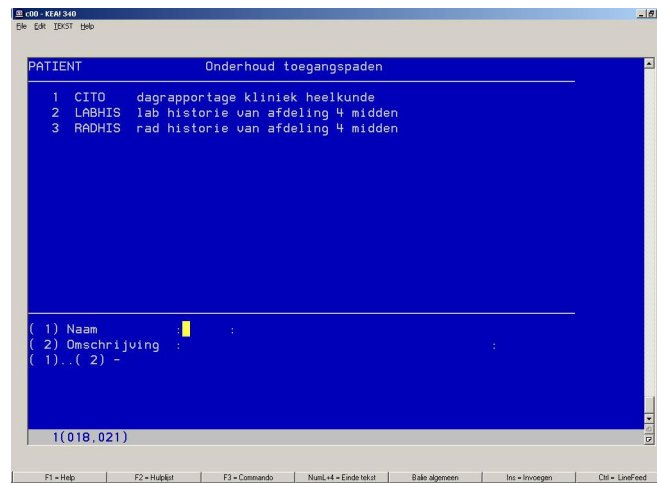 c00 - KEA! 340
File Edit TEKST Help
PATIENT Onderhoud toegangspaden
1 CITO dagrapportage kliniek heelkunde
2 LABHIS lab historie van afdeling 4 midden
3 RADHIS rad historie van afdeling 4 midden
( 1) Naam : :
( 2) Omschrijving : :
( 1)..( 2) -
1(018,021)
F1 = Help F2 = Hulplijst F3 = Commando NumL+4 = Einde tekst Balie algemeen Ins = Invoegen Ctrl = LineFeed